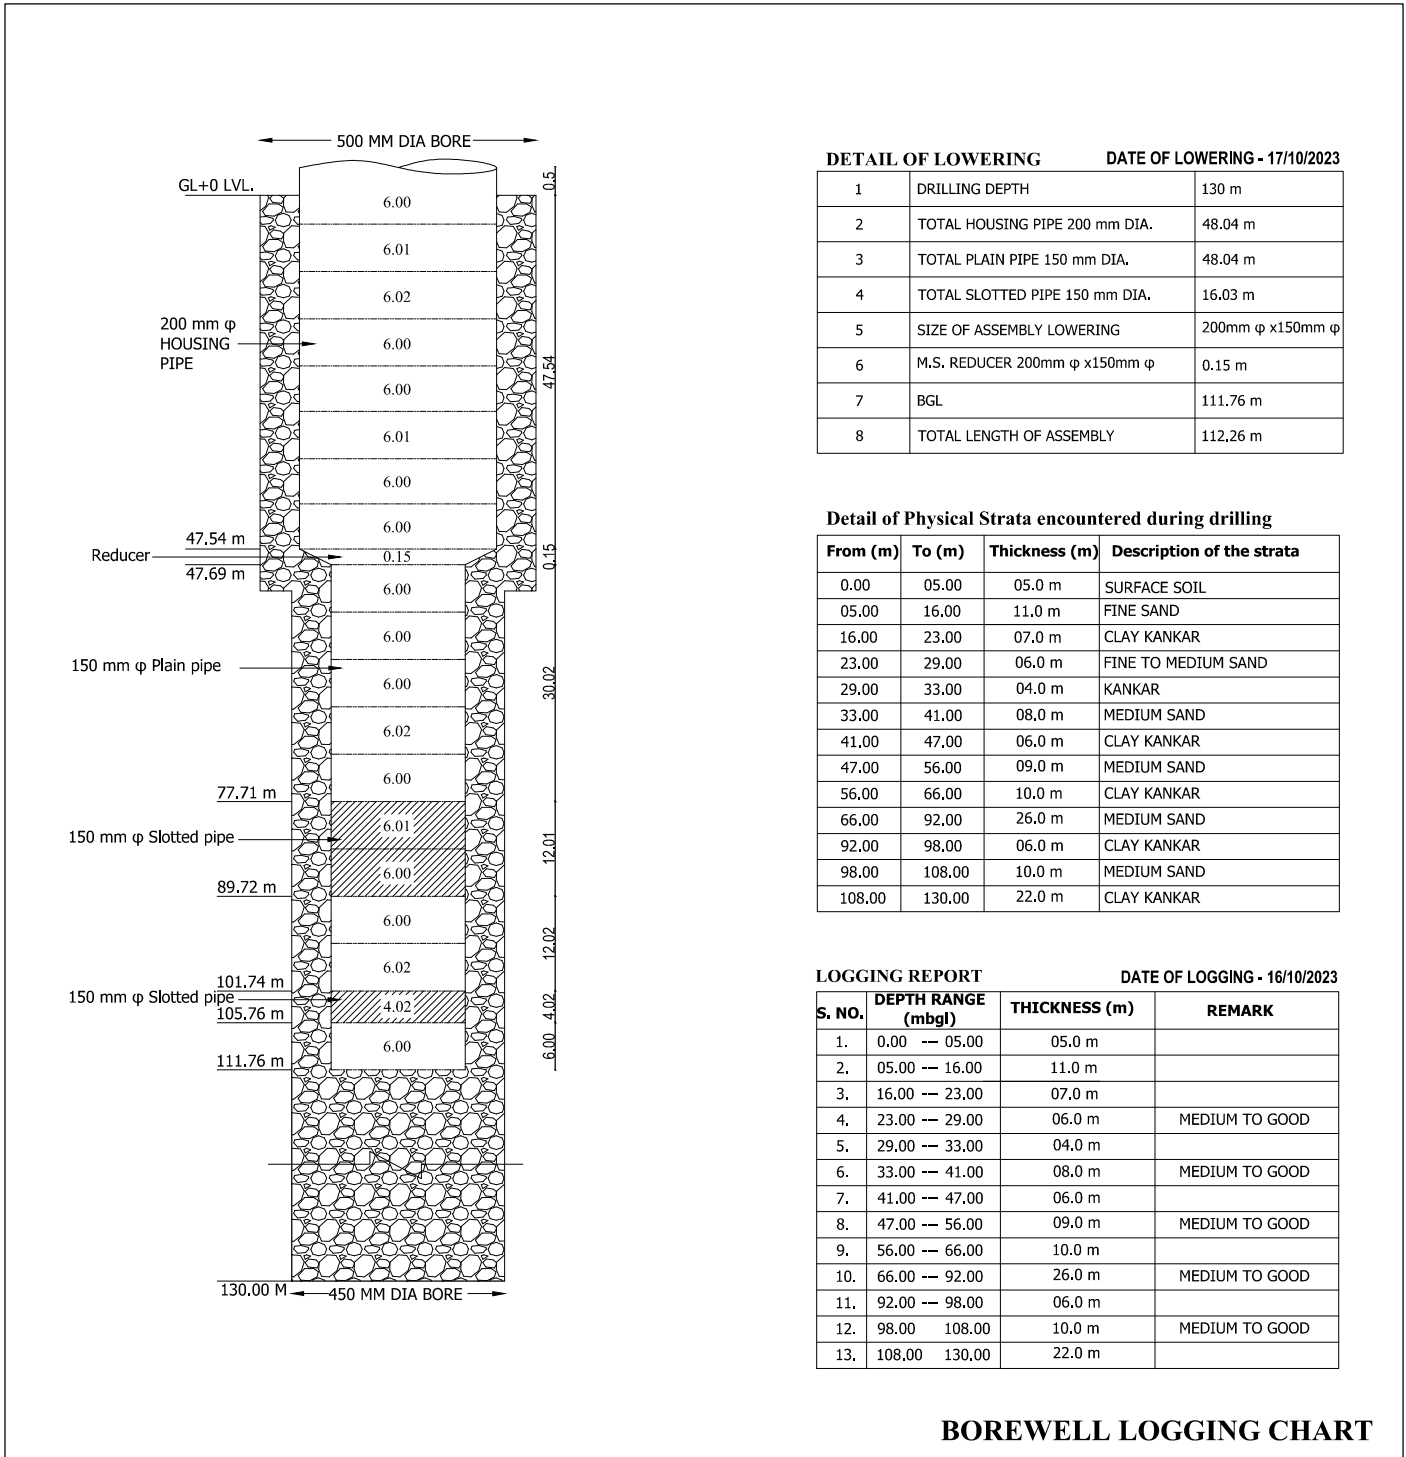 500 MM DIA BORE
GL+0 LVL.
0.5
6.00
6.01
6.02
200 mm φ
HOUSING
PIPE
6.00
47.54
6.00
6.01
6.00
6.00
47.54 m
Reducer
0.15
0.15
47.69 m
6.00
6.00
150 mm φ Plain pipe
6.00
30.02
6.02
6.00
77.71 m
6.01
150 mm φ Slotted pipe
12.01
6.00
89.72 m
6.00
12.02
6.02
101.74 m
150 mm φ Slotted pipe
4.02
4.02
105.76 m
6.00
6.00
111.76 m
130.00 M
450 MM DIA BORE
DETAIL OF LOWERING DATE OF LOWERING - 17/10/2023
1 DRILLING DEPTH 130 m
2 TOTAL HOUSING PIPE 200 mm DIA. 48.04 m
3 TOTAL PLAIN PIPE 150 mm DIA. 48.04 m
4 TOTAL SLOTTED PIPE 150 mm DIA. 16.03 m
5 SIZE OF ASSEMBLY LOWERING 200mm φ x150mm φ
6 M.S. REDUCER 200mm φ x150mm φ 0.15 m
7 BGL 111.76 m
8 TOTAL LENGTH OF ASSEMBLY 112.26 m
Detail of Physical Strata encountered during drilling
From (m) To (m) Thickness (m) Description of the strata
0.00 05.00 05.0 m SURFACE SOIL
05.00 16.00 11.0 m FINE SAND
16.00 23.00 07.0 m CLAY KANKAR
23.00 29.00 06.0 m FINE TO MEDIUM SAND
29.00 33.00 04.0 m KANKAR
33.00 41.00 08.0 m MEDIUM SAND
41.00 47.00 06.0 m CLAY KANKAR
47.00 56.00 09.0 m MEDIUM SAND
56.00 66.00 10.0 m CLAY KANKAR
66.00 92.00 26.0 m MEDIUM SAND
92.00 98.00 06.0 m CLAY KANKAR
98.00 108.00 10.0 m MEDIUM SAND
108.00 130.00 22.0 m CLAY KANKAR
LOGGING REPORT DATE OF LOGGING - 16/10/2023
S. NO. DEPTH RANGE (mbgl) THICKNESS (m) REMARK
1. 0.00 --- 05.00 05.0 m
2. 05.00 --- 16.00 11.0 m
3. 16.00 --- 23.00 07.0 m
4. 23.00 --- 29.00 06.0 m MEDIUM TO GOOD
5. 29.00 --- 33.00 04.0 m
6. 33.00 --- 41.00 08.0 m MEDIUM TO GOOD
7. 41.00 --- 47.00 06.0 m
8. 47.00 --- 56.00 09.0 m MEDIUM TO GOOD
9. 56.00 --- 66.00 10.0 m
10. 66.00 --- 92.00 26.0 m MEDIUM TO GOOD
11. 92.00 --- 98.00 06.0 m
12. 98.00 108.00 10.0 m MEDIUM TO GOOD
13. 108.00 130.00 22.0 m
BOREWELL LOGGING CHART